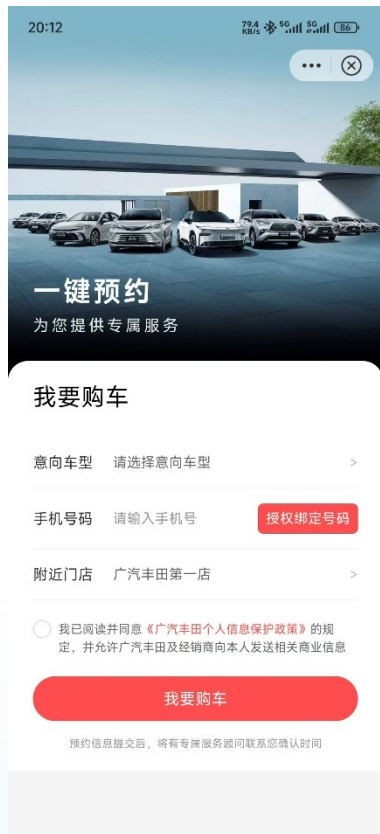 20:12
79.4 KB/s 5G 5G 86
一键预约
为您提供专属服务
我要购车
意向车型 请选择意向车型 >
手机号码 请输入手机号 授权绑定号码
附近门店 广汽丰田第一店 >
我已阅读并同意《广汽丰田个人信息保护政策》的规
定，并允许广汽丰田及经销商向本人发送相关商业信息
我要购车
预约信息提交后，将有专属服务顾问联系您确认时间